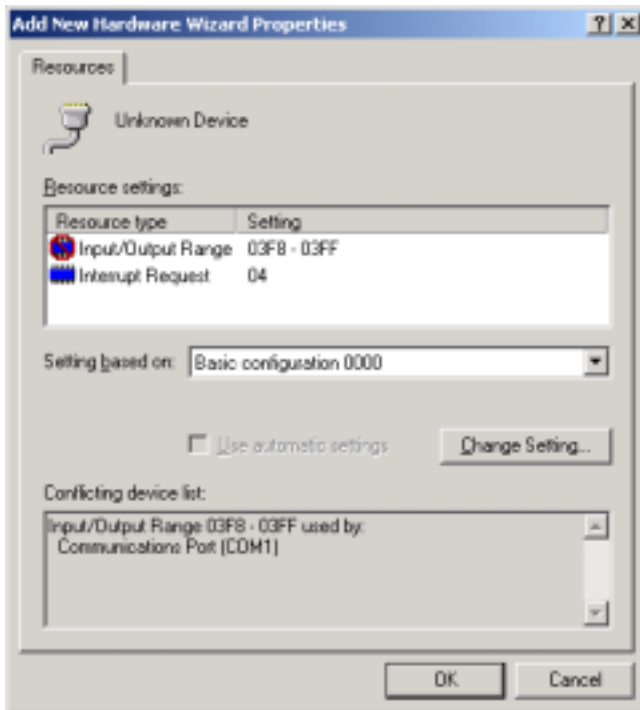 Add New Hardware Wizard Properties
Resources
Unknown Device
Resource settings:
Resource type Setting
Input/Output Range 03F8 - 03FF
Interrupt Request 04
Setting based on: Basic configuration 0000
Use automatic settings Change Setting...
Conflicting device list:
Input/Output Range 03F8 - 03FF used by:
Communications Port (COM1)
OK Cancel